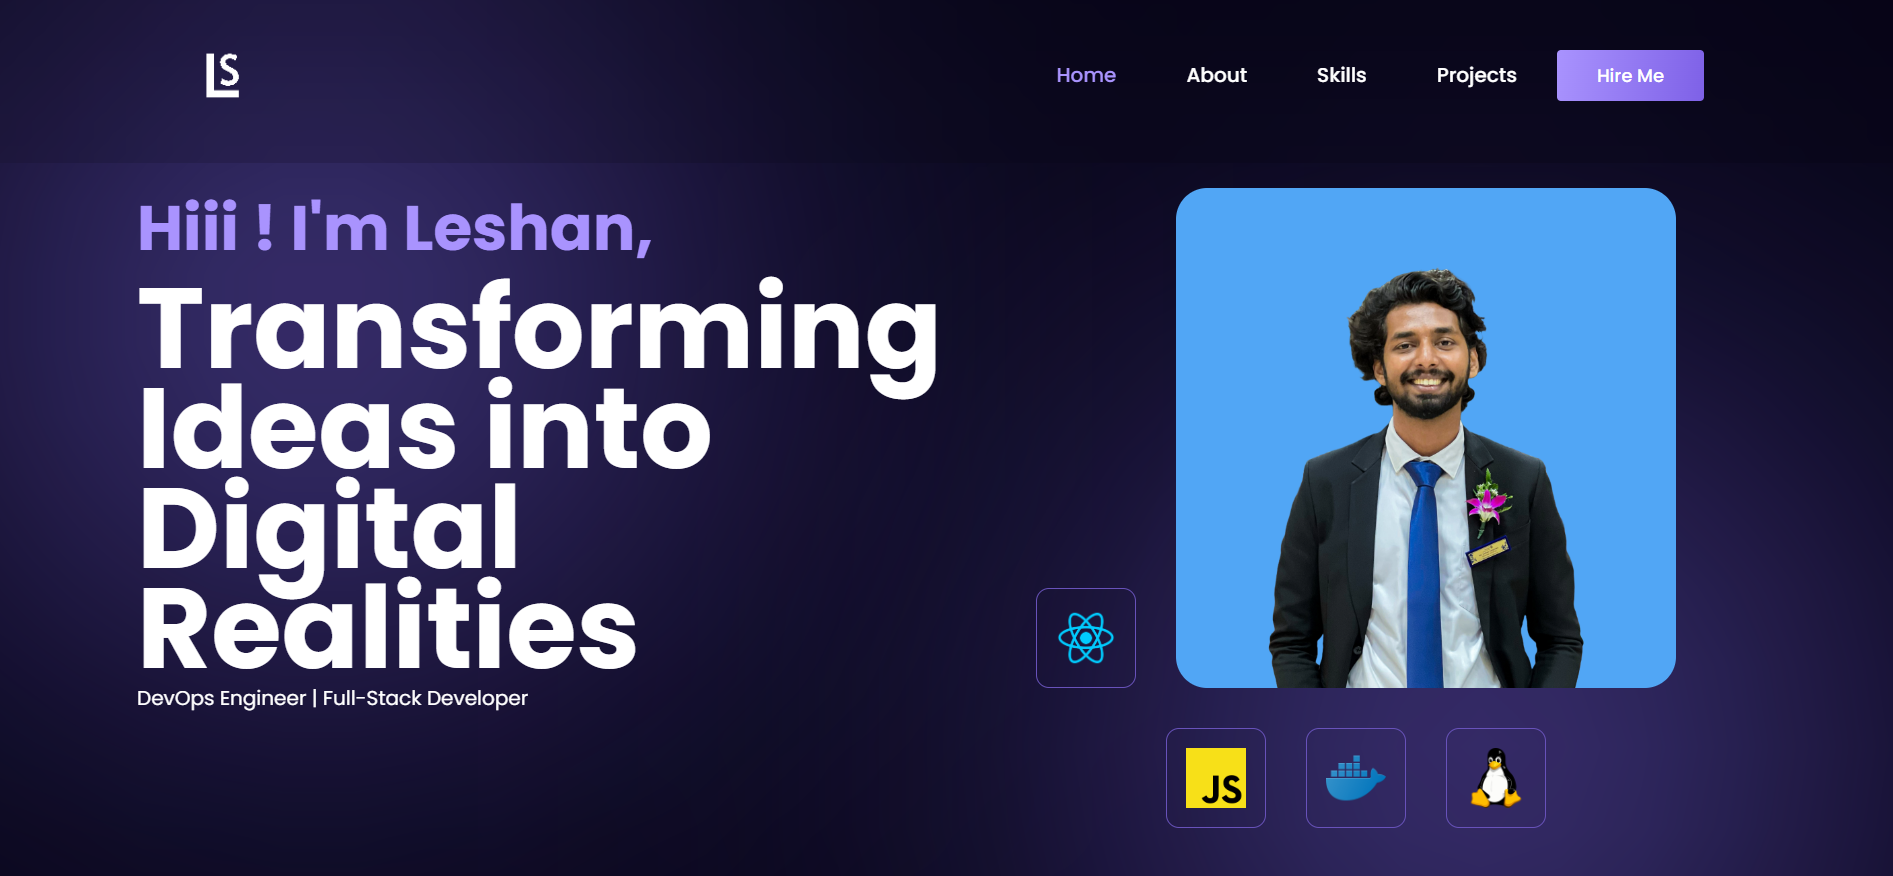 LS
Home About Skills Projects Hire Me
Hiii ! I'm Leshan,
Transforming
Ideas into
Digital
Realities
DevOps Engineer | Full-Stack Developer
JS